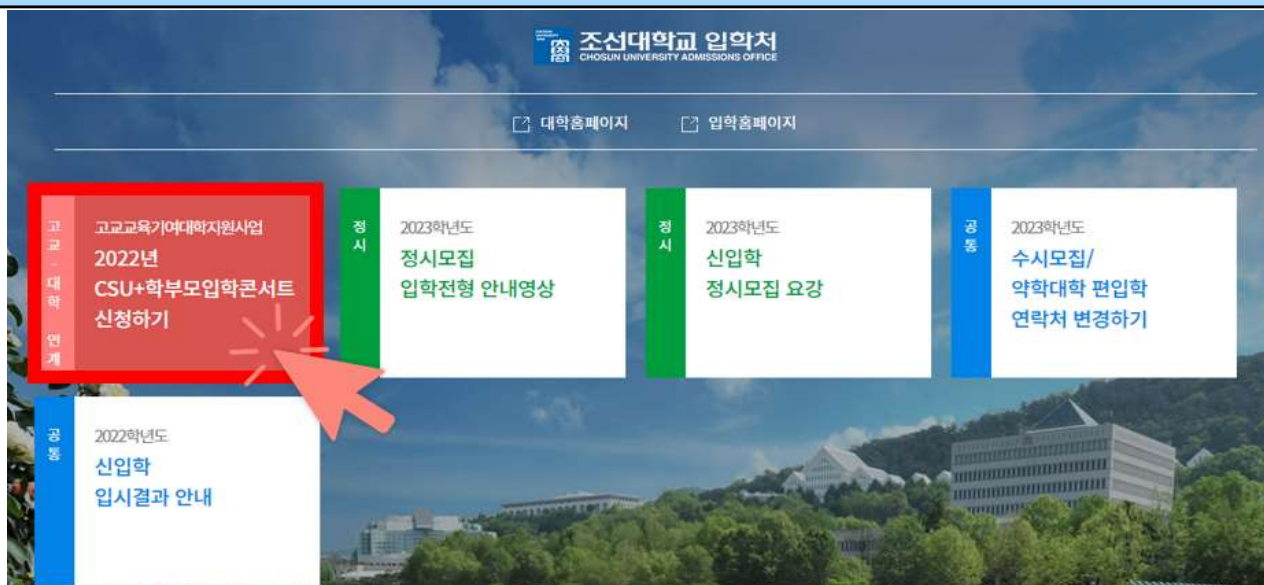 조선대학교 입학처
CHOSUN UNIVERSITY ADMISSIONS OFFICE
대학홈페이지
입학홈페이지
고교-대학 연계
고교교육기여대학지원사업
2022년
CSU+학부모입학콘서트
신청하기
정시
2023학년도
정시모집
입학전형 안내영상
정시
2023학년도
신입학
정시모집 요강
공통
2023학년도
수시모집/
약학대학 편입학
연락처 변경하기
공통
2022학년도
신입학
입시결과 안내